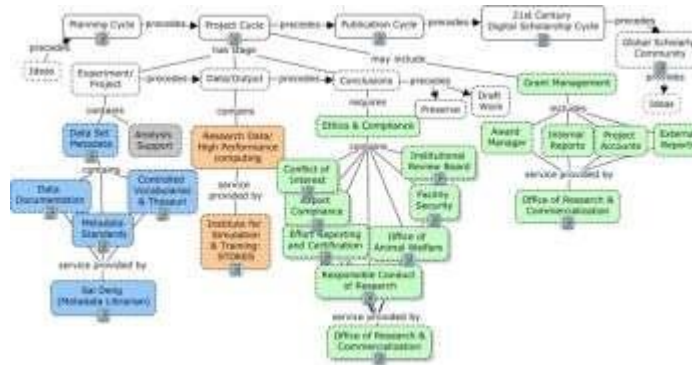 Planning Cycle
precedes
Project Cycle
precedes
Publication Cycle
precedes
21st Century
Digital Scholarship Cycle
precedes
Global Scholarly
Community
precedes
Ideas
precedes
Ideas
has stage
may include
Experiment/
Project
precedes
Data/Output
precedes
Conclusions
precedes
Preserve
Draft
Work
Grant Management
contains
contains
requires
includes
Data Set
Metadata
Analysis
Support
Research Data/
High Performance
computing
Ethics & Compliance
Award
Manager
Internal
Reports
Project
Accounts
External
Reports
containing
contains
Data
Documentation
Controlled
Vocabularies
& Thesauri
Metadata
Standards
service
provided by
Conflict of
Interest
Institutional
Review Board
Export
Compliance
Facility
Security
Effort Reporting
and Certification
Office of
Animal Welfare
service provided by
Office of Research &
Commercialization
Institute for
Simulation
& Training:
STOKES
service provided by
Sai Deng
(Metadata Librarian)
Responsible Conduct
of Research
service provided by
Office of Research &
Commercialization